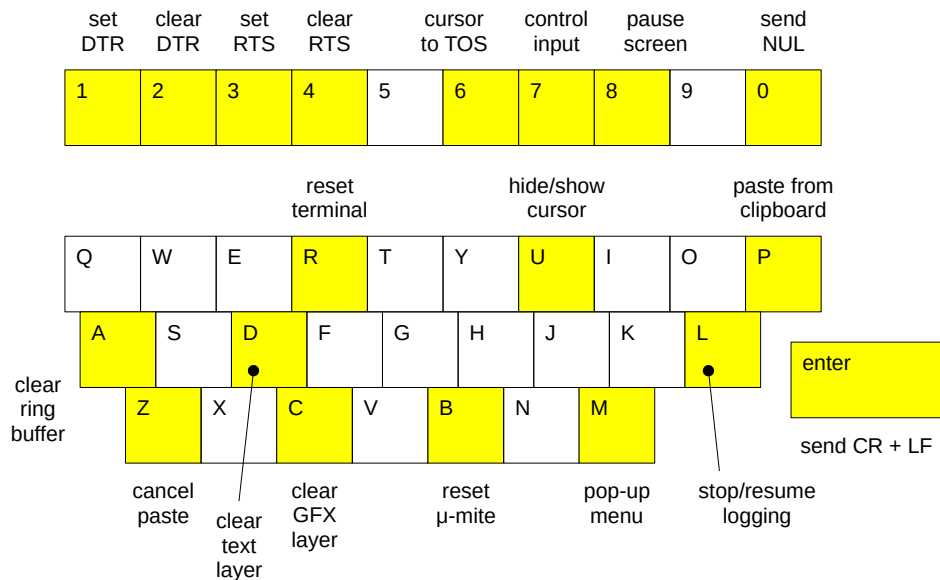 set clear set clear cursor control pause send
DTR DTR RTS RTS to TOS input screen NUL
1 2 3 4 5 6 7 8 9 0
reset hide/show paste from
terminal cursor clipboard
Q W E R T Y U I O P
A S D F G H J K L
enter
clear
ring
buffer
Z X C V B N M
send CR + LF
cancel
paste
clear
text
layer
clear
GFX
layer
reset
μ-mite
pop-up
menu
stop/resume
logging